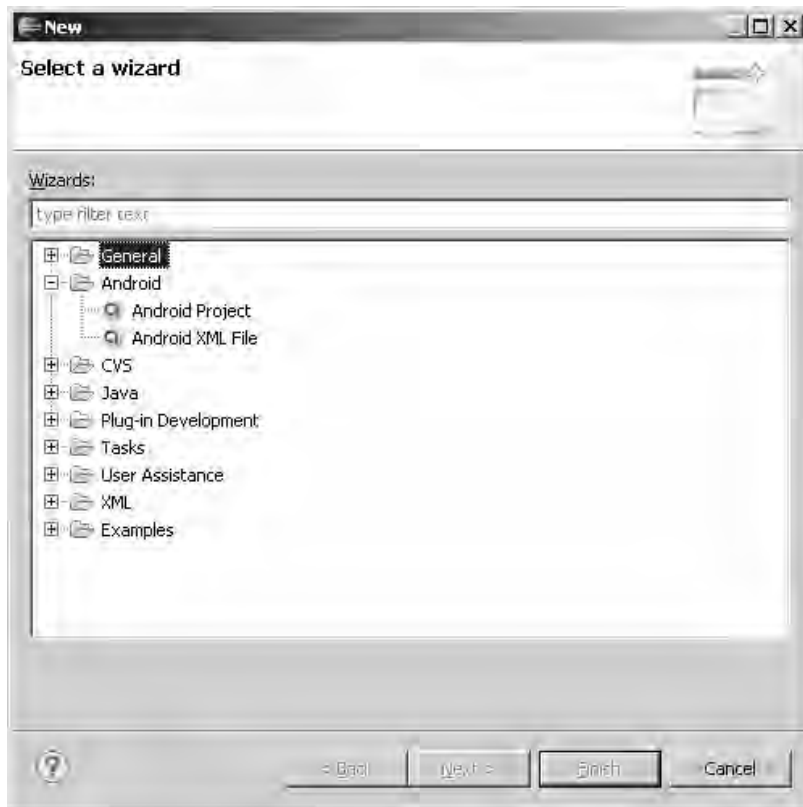 New
Select a wizard
Wizards:
type filter text
General
Android
Android Project
Android XML File
CVS
Java
Plug-in Development
Tasks
User Assistance
XML
Examples
?
< Back
Next >
Finish
Cancel